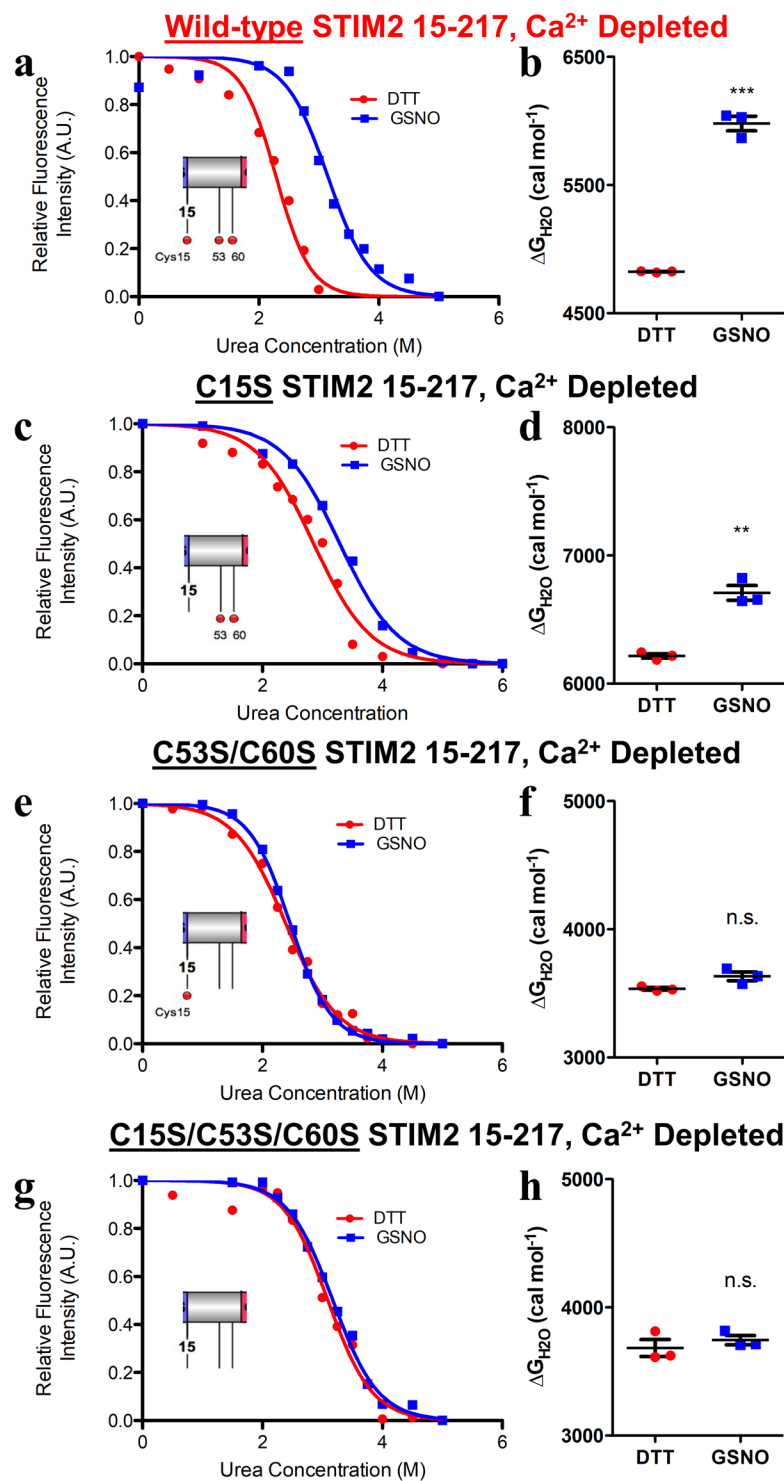 Wild-type STIM2 15-217, Ca2+ Depleted
a
Relative Fluorescence
Intensity (A.U.)
1.0
0.8
0.6
0.4
0.2
0.0
0
2
4
6
Urea Concentration (M)
DTT
GSNO
15
Cys15
53
60
b
ΔGH2O (cal mol-1)
6500
5500
4500
***
DTT
GSNO
C15S STIM2 15-217, Ca2+ Depleted
c
Relative Fluorescence
Intensity (A.U.)
1.0
0.8
0.6
0.4
0.2
0.0
0
2
4
6
Urea Concentration
DTT
GSNO
15
53
60
d
ΔGH2O (cal mol-1)
8000
7000
6000
**
DTT
GSNO
C53S/C60S STIM2 15-217, Ca2+ Depleted
e
Relative Fluorescence
Intensity (A.U.)
1.0
0.8
0.6
0.4
0.2
0.0
0
2
4
6
Urea Concentration (M)
DTT
GSNO
15
Cys15
f
ΔGH2O (cal mol-1)
5000
4000
3000
n.s.
DTT
GSNO
C15S/C53S/C60S STIM2 15-217, Ca2+ Depleted
g
Relative Fluorescence
Intensity (A.U.)
1.0
0.8
0.6
0.4
0.2
0.0
0
2
4
6
Urea Concentration (M)
DTT
GSNO
15
h
ΔGH2O (cal mol-1)
5000
4000
3000
n.s.
DTT
GSNO